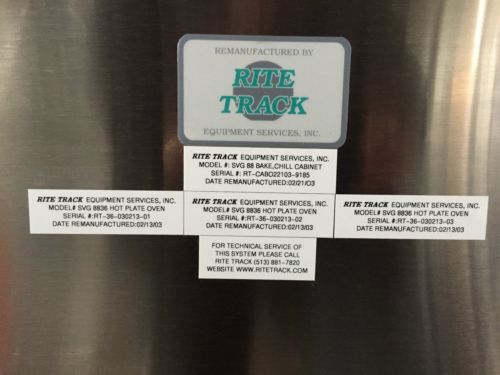 REMANUFACTURED BY
RITE
TRACK
EQUIPMENT SERVICES, INC.
RITE TRACK EQUIPMENT SERVICES, INC.
MODEL #: SVG 88 BAKE,CHILL CABINET
SERIAL #: RT-CABO22103-9185
DATE REMANUFACTURED:02/21/03
RITE TRACK EQUIPMENT SERVICES, INC.
MODEL# SVG 8836 HOT PLATE OVEN
SERIAL #:RT-36-030213-01
DATE REMANUFACTURED:02/13/03
RITE TRACK EQUIPMENT SERVICES, INC.
MODEL# SVG 8836 HOT PLATE OVEN
SERIAL #:RT-36-030213-02
DATE REMANUFACTURED:02/13/03
RITE TRACK EQUIPMENT SERVICES, INC.
MODEL# SVG 8836 HOT PLATE OVEN
SERIAL #:RT-36-030213-03
DATE REMANUFACTURED:02/13/03
FOR TECHNICAL SERVICE OF
THIS SYSTEM PLEASE CALL
RITE TRACK (513) 881-7820
WEBSITE WWW.RITETRACK.COM